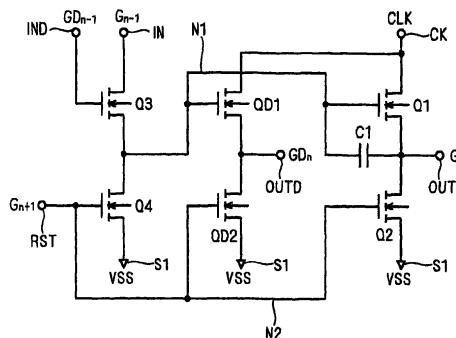 GDn-1 Gn-1 N1 CLK
IND IN CK
Q3 QD1 Q1
C1
GDn G
OUTD OUT
Gn+1 Q4
RST QD2 Q2
S1 S1 S1
VSS VSS VSS
N2